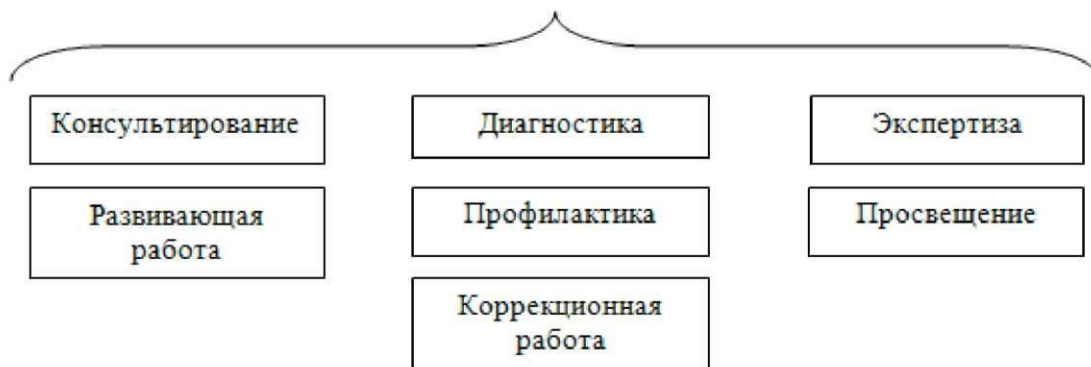 Консультирование
Диагностика
Экспертиза
Развивающая
работа
Профилактика
Просвещение
Коррекционная
работа